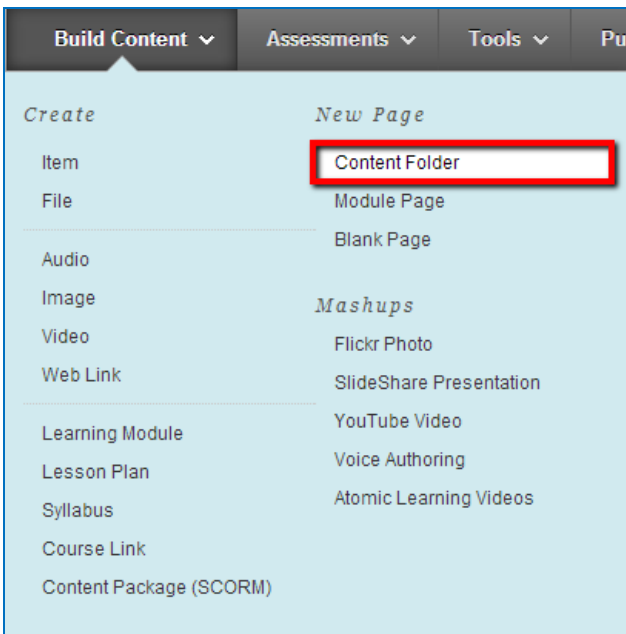 Build Content Assessments Tools Pu
Create
Item
File
Audio
Image
Video
Web Link
Learning Module
Lesson Plan
Syllabus
Course Link
Content Package (SCORM)
New Page
Content Folder
Module Page
Blank Page
Mashups
Flickr Photo
SlideShare Presentation
YouTube Video
Voice Authoring
Atomic Learning Videos